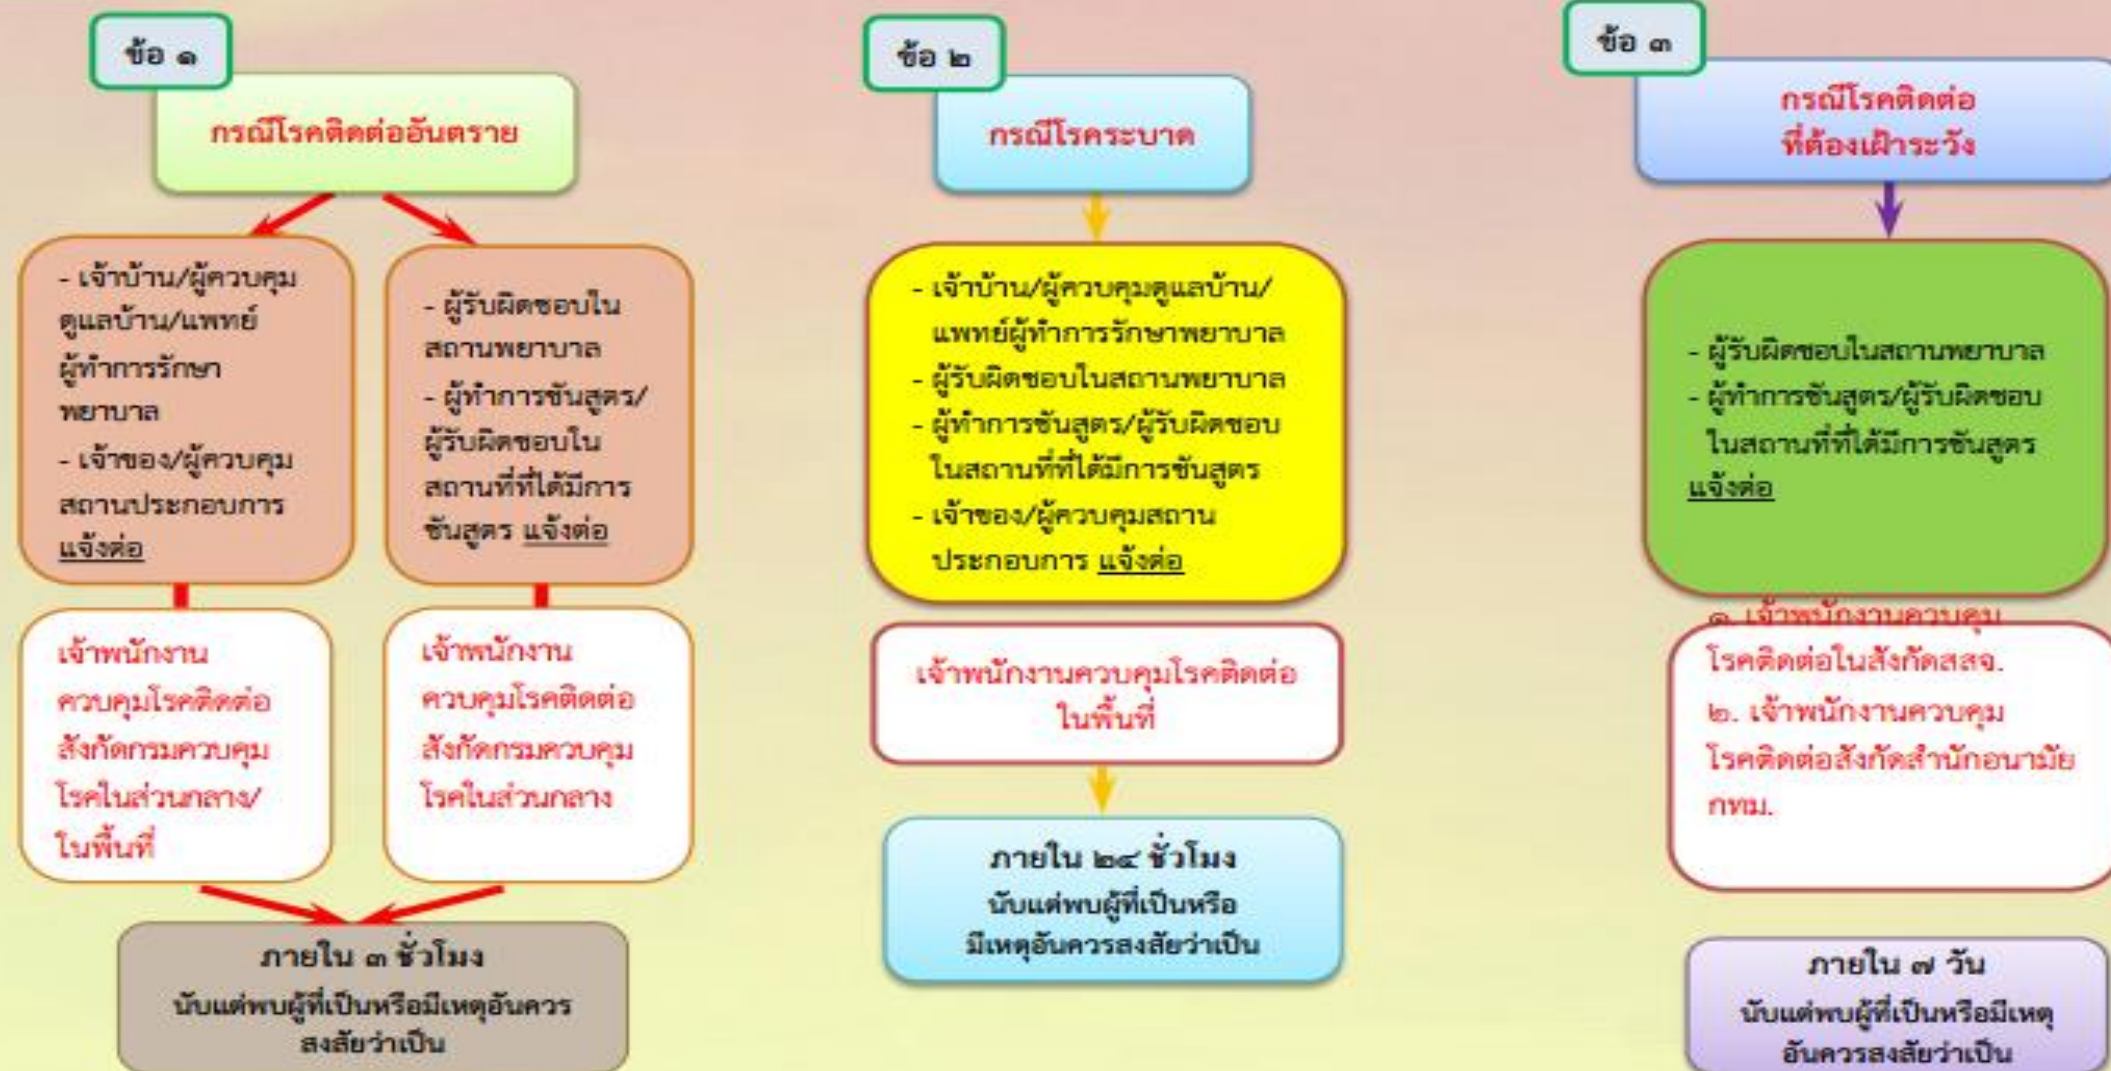 ข้อ ๑
กรณีโรคติดต่ออันตราย
- เจ้าบ้าน/ผู้ควบคุม
ดูแลบ้าน/แพทย์
ผู้ทำการรักษา
พยาบาล
- เจ้าของ/ผู้ควบคุม
สถานประกอบการ
แจ้งต่อ
- ผู้รับผิดชอบใน
สถานพยาบาล
- ผู้ทำการชันสูตร/
ผู้รับผิดชอบใน
สถานที่ที่ได้มีการ
ชันสูตร แจ้งต่อ
เจ้าพนักงาน
ควบคุมโรคติดต่อ
สังกัดกรมควบคุม
โรคในส่วนกลาง/
ในพื้นที่
เจ้าพนักงาน
ควบคุมโรคติดต่อ
สังกัดกรมควบคุม
โรคในส่วนกลาง
ภายใน ๓ ชั่วโมง
นับแต่พบผู้ที่เป็นหรือมีเหตุอันควร
สงสัยว่าเป็น
ข้อ ๒
กรณีโรคระบาด
- เจ้าบ้าน/ผู้ควบคุมดูแลบ้าน/
แพทย์ผู้ทำการรักษาพยาบาล
- ผู้รับผิดชอบในสถานพยาบาล
- ผู้ทำการชันสูตร/ผู้รับผิดชอบ
ในสถานที่ที่ได้มีการชันสูตร
- เจ้าของ/ผู้ควบคุมสถาน
ประกอบการ แจ้งต่อ
เจ้าพนักงานควบคุมโรคติดต่อ
ในพื้นที่
ภายใน ๒๔ ชั่วโมง
นับแต่พบผู้ที่เป็นหรือ
มีเหตุอันควรสงสัยว่าเป็น
ข้อ ๓
กรณีโรคติดต่อ
ที่ต้องเฝ้าระวัง
- ผู้รับผิดชอบในสถานพยาบาล
- ผู้ทำการชันสูตร/ผู้รับผิดชอบ
ในสถานที่ที่ได้มีการชันสูตร
แจ้งต่อ
๑. เจ้าพนักงานควบคุม
โรคติดต่อในสังกัดสสจ.
๒. เจ้าพนักงานควบคุม
โรคติดต่อสังกัดสำนักอนามัย
กทม.
ภายใน ๗ วัน
นับแต่พบผู้ที่เป็นหรือมีเหตุ
อันควรสงสัยว่าเป็น